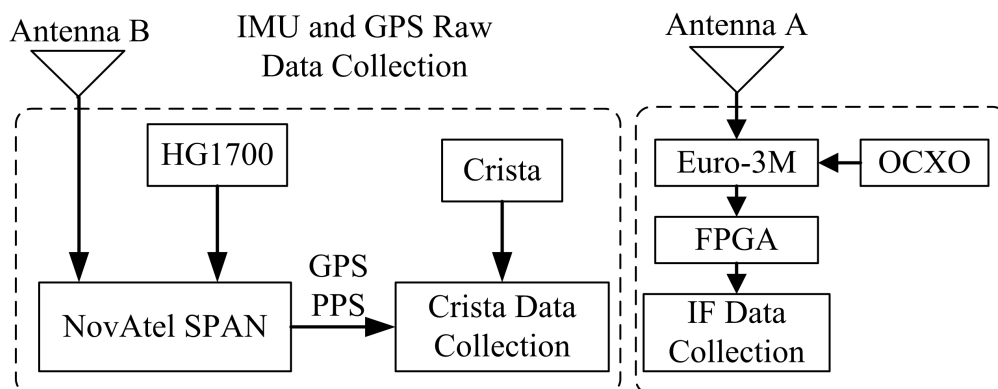 Antenna B
IMU and GPS Raw
Data Collection
Antenna A
HG1700
Crista
Euro-3M
OCXO
FPGA
GPS
PPS
NovAtel SPAN
Crista Data
Collection
IF Data
Collection